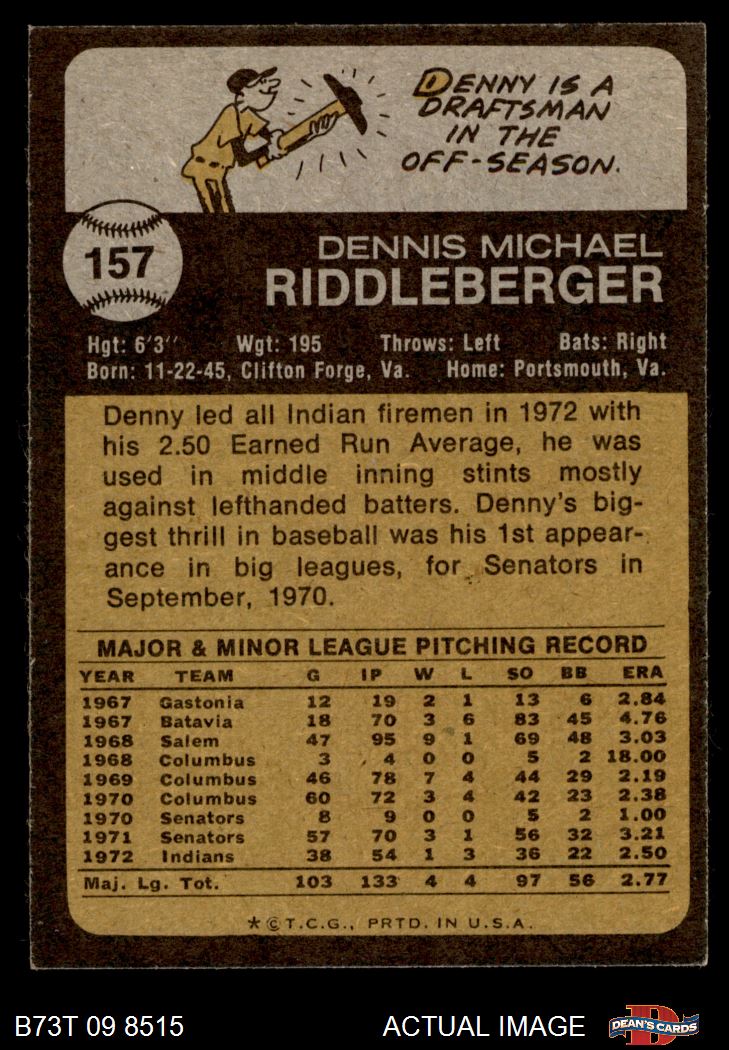 DENNY IS A
DRAFTSMAN
IN THE
OFF-SEASON.
157
DENNIS MICHAEL
RIDDLEBERGER
Hgt: 6'3" Wgt: 195 Throws: Left Bats: Right
Born: 11-22-45, Clifton Forge, Va. Home: Portsmouth, Va.
Denny led all Indian firemen in 1972 with
his 2.50 Earned Run Average, he was
used in middle inning stints mostly
against lefthanded batters. Denny's big-
gest thrill in baseball was his 1st appear-
ance in big leagues, for Senators in
September, 1970.
MAJOR & MINOR LEAGUE PITCHING RECORD
YEAR TEAM G IP W L SO BB ERA
1967 Gastonia 12 19 2 1 13 6 2.84
1967 Batavia 18 70 3 6 83 45 4.76
1968 Salem 47 95 9 1 69 48 3.03
1968 Columbus 3 4 0 0 5 2 18.00
1969 Columbus 46 78 7 4 44 29 2.19
1970 Columbus 60 72 3 4 42 23 2.38
1970 Senators 8 9 0 0 5 2 1.00
1971 Senators 57 70 3 1 56 32 3.21
1972 Indians 38 54 1 3 36 22 2.50
Maj. Lg. Tot. 103 133 4 4 97 56 2.77
*©T.C.G., PRTD. IN U.S.A.
B73T 09 8515 ACTUAL IMAGE
D
DEAN'S CARDS